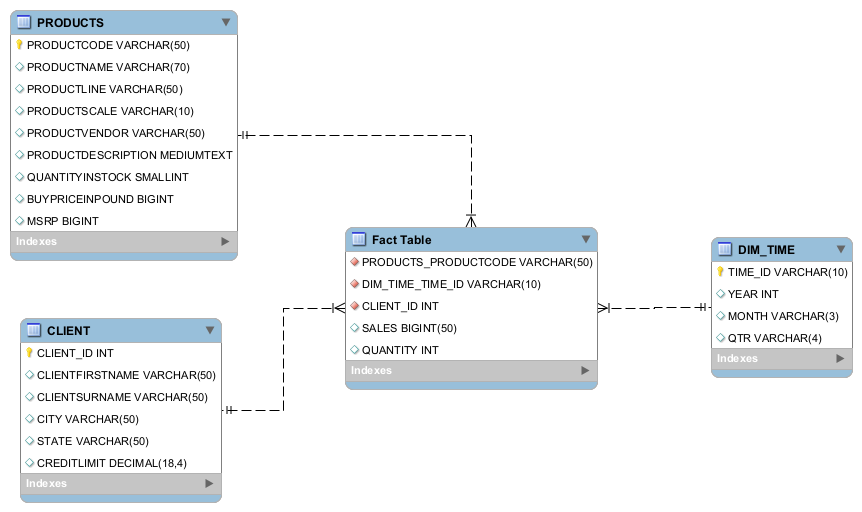 PRODUCTS
PRODUCTCODE VARCHAR(50)
PRODUCTNAME VARCHAR(70)
PRODUCTLINE VARCHAR(50)
PRODUCTSCALE VARCHAR(10)
PRODUCTVENDOR VARCHAR(50)
PRODUCTDESCRIPTION MEDIUMTEXT
QUANTITYINSTOCK SMALLINT
BUYPRICEINPOUND BIGINT
MSRP BIGINT
Indexes
Fact Table
PRODUCTS_PRODUCTCODE VARCHAR(50)
DIM_TIME_TIME_ID VARCHAR(10)
CLIENT_ID INT
SALES BIGINT(50)
QUANTITY INT
Indexes
DIM_TIME
TIME_ID VARCHAR(10)
YEAR INT
MONTH VARCHAR(3)
QTR VARCHAR(4)
Indexes
CLIENT
CLIENT_ID INT
CLIENTFIRSTNAME VARCHAR(50)
CLIENTSURNAME VARCHAR(50)
CITY VARCHAR(50)
STATE VARCHAR(50)
CREDITLIMIT DECIMAL(18,4)
Indexes